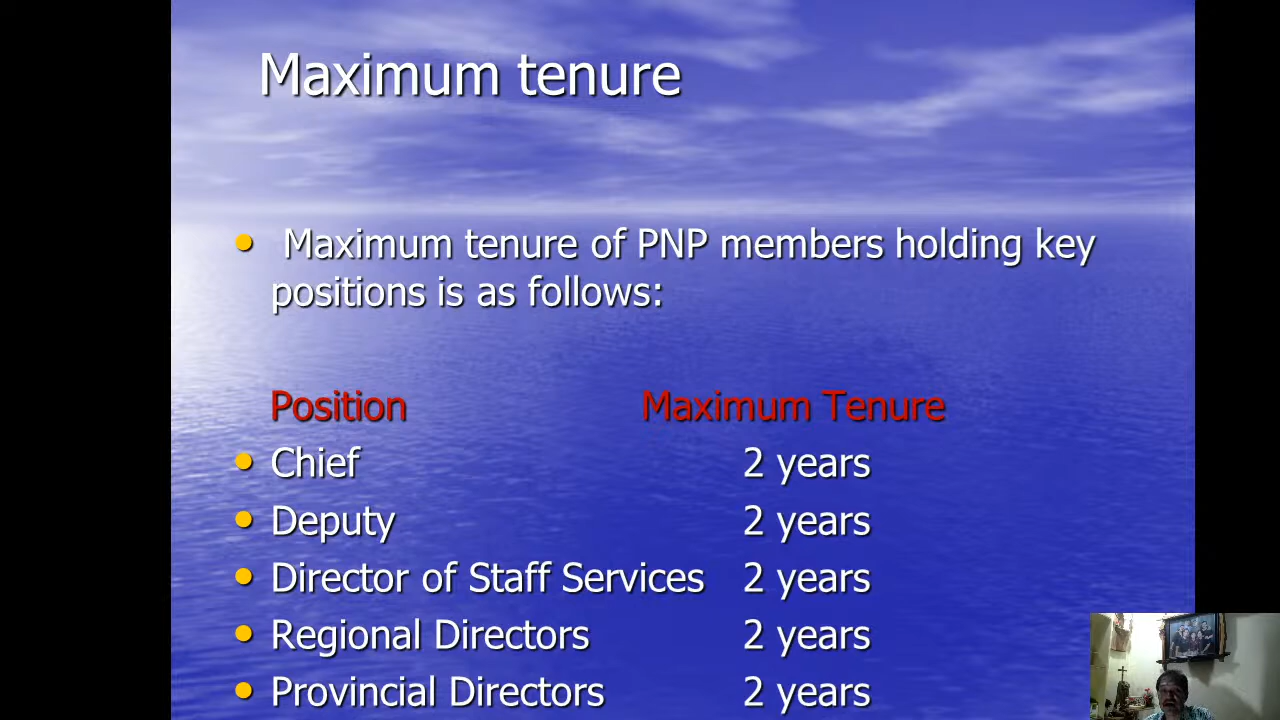 Maximum tenure
• Maximum tenure of PNP members holding key
positions is as follows:
Position Maximum Tenure
• Chief 2 years
• Deputy 2 years
• Director of Staff Services 2 years
• Regional Directors 2 years
• Provincial Directors 2 years